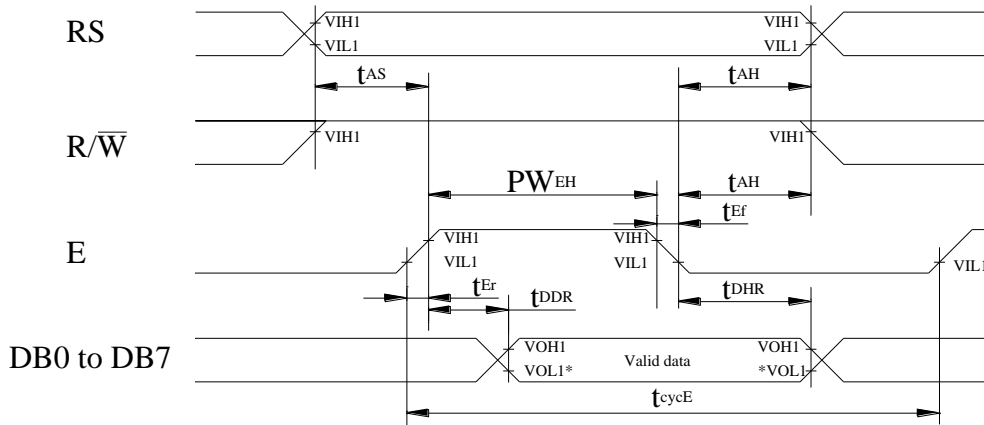 RS
VIH1
VIL1
VIH1
VIL1
tAS
tAH
R/W̅
VIH1
VIH1
PWEH
tAH
tEf
E
VIH1
VIL1
VIH1
VIL1
VIL1
tEr
tDDR
tDHR
DB0 to DB7
VOH1
VOL1*
Valid data
VOH1
*VOL1
tcycE